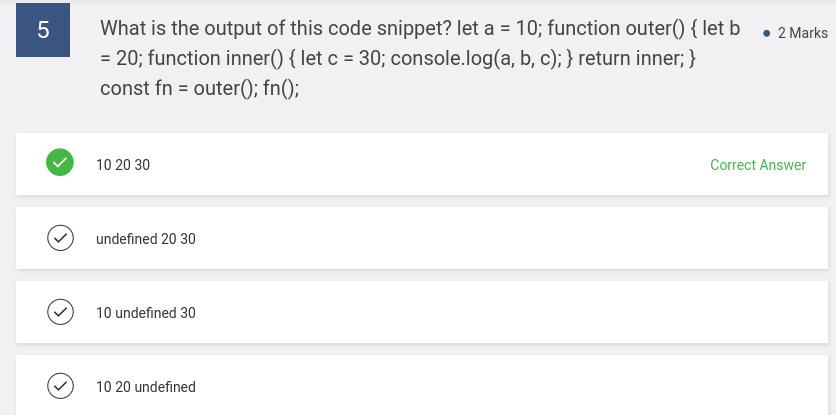 5
What is the output of this code snippet? let a = 10; function outer() { let b
2 Marks
= 20; function inner() { let c = 30; console.log(a, b, c); } return inner; }
const fn = outer(); fn();
10 20 30
Correct Answer
undefined 20 30
10 undefined 30
10 20 undefined